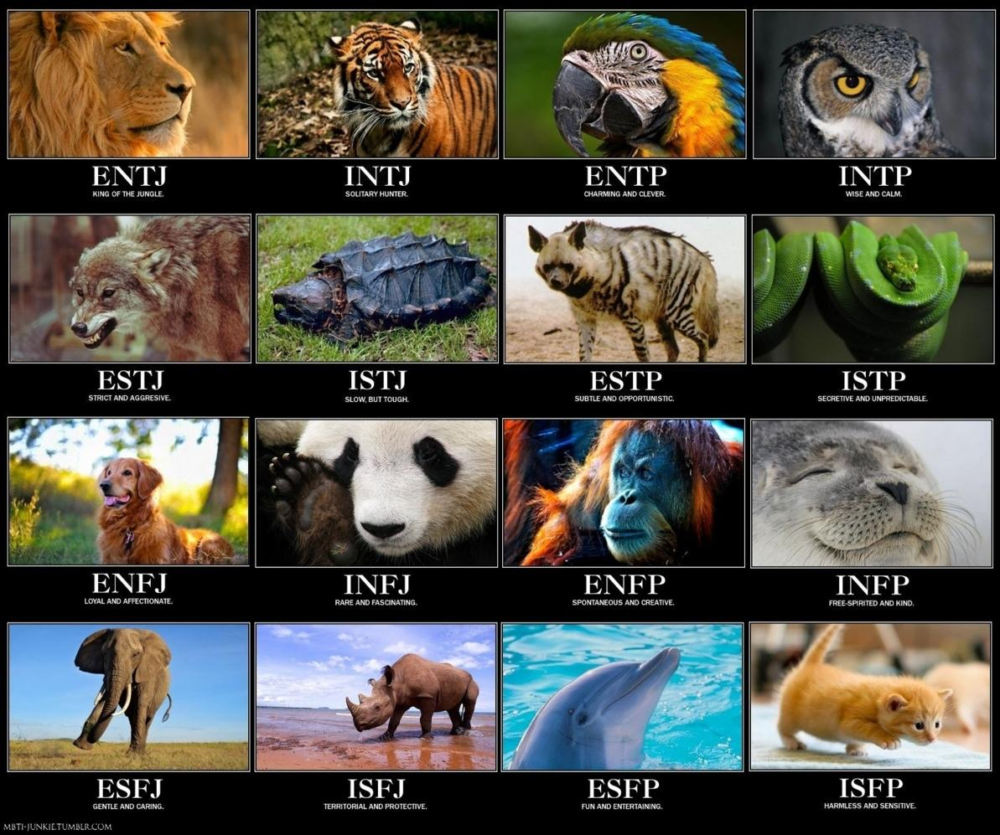 ENTJ
KING OF THE JUNGLE.
INTJ
SOLITARY HUNTER.
ENTP
CHARMING AND CLEVER.
INTP
WISE AND CALM.
ESTJ
STRICT AND AGGRESIVE.
ISTJ
SLOW, BUT TOUGH.
ESTP
SUBTLE AND OPPORTUNISTIC.
ISTP
SECRETIVE AND UNPREDICTABLE.
ENFJ
LOYAL AND AFFECTIONATE.
INFJ
RARE AND FASCINATING.
ENFP
SPONTANEOUS AND CREATIVE.
INFP
FREE-SPIRITED AND KIND.
ESFJ
GENTLE AND CARING.
ISFJ
TERRITORIAL AND PROTECTIVE.
ESFP
FUN AND ENTERTAINING.
ISFP
HARMLESS AND SENSITIVE.
MBTI-JUNKIE.TUMBLR.COM